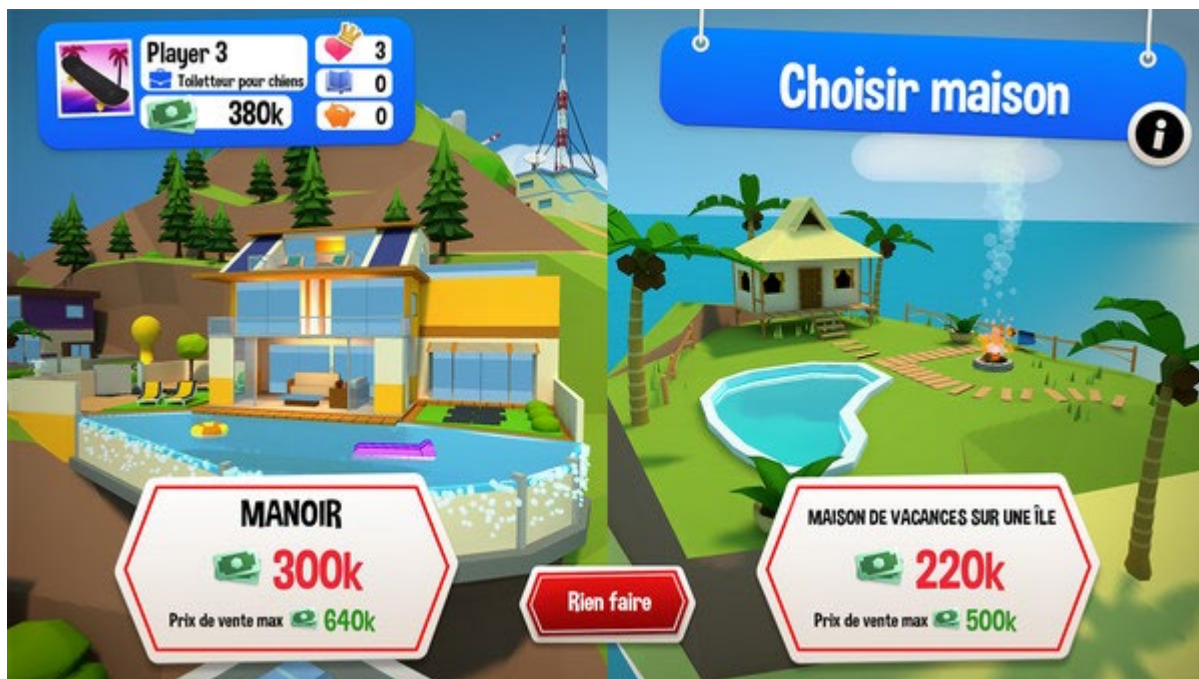 Player 3
Toiletteur pour chiens
380k
3
0
0
Choisir maison
i
MANOIR
300k
Prix de vente max 640k
Rien faire
MAISON DE VACANCES SUR UNE ÎLE
220k
Prix de vente max 500k